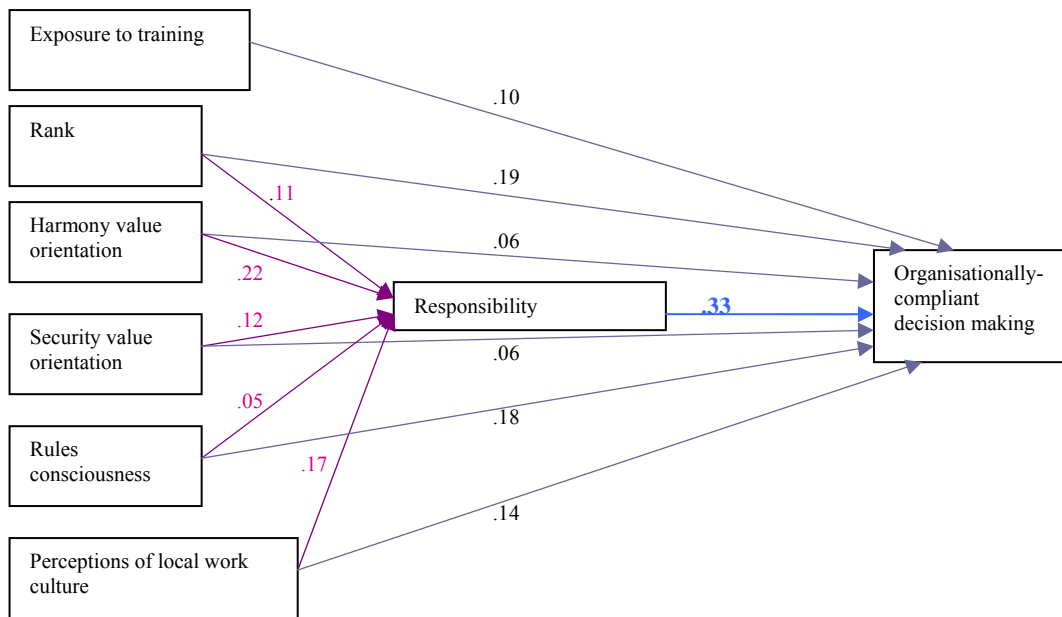 Exposure to training
.10
Rank
.19
.11
Harmony value
orientation
.06
.22
Organisationally-
compliant
decision making
Responsibility
.33
Security value
orientation
.12
.06
.05
.18
Rules
consciousness
.17
.14
Perceptions of local work
culture